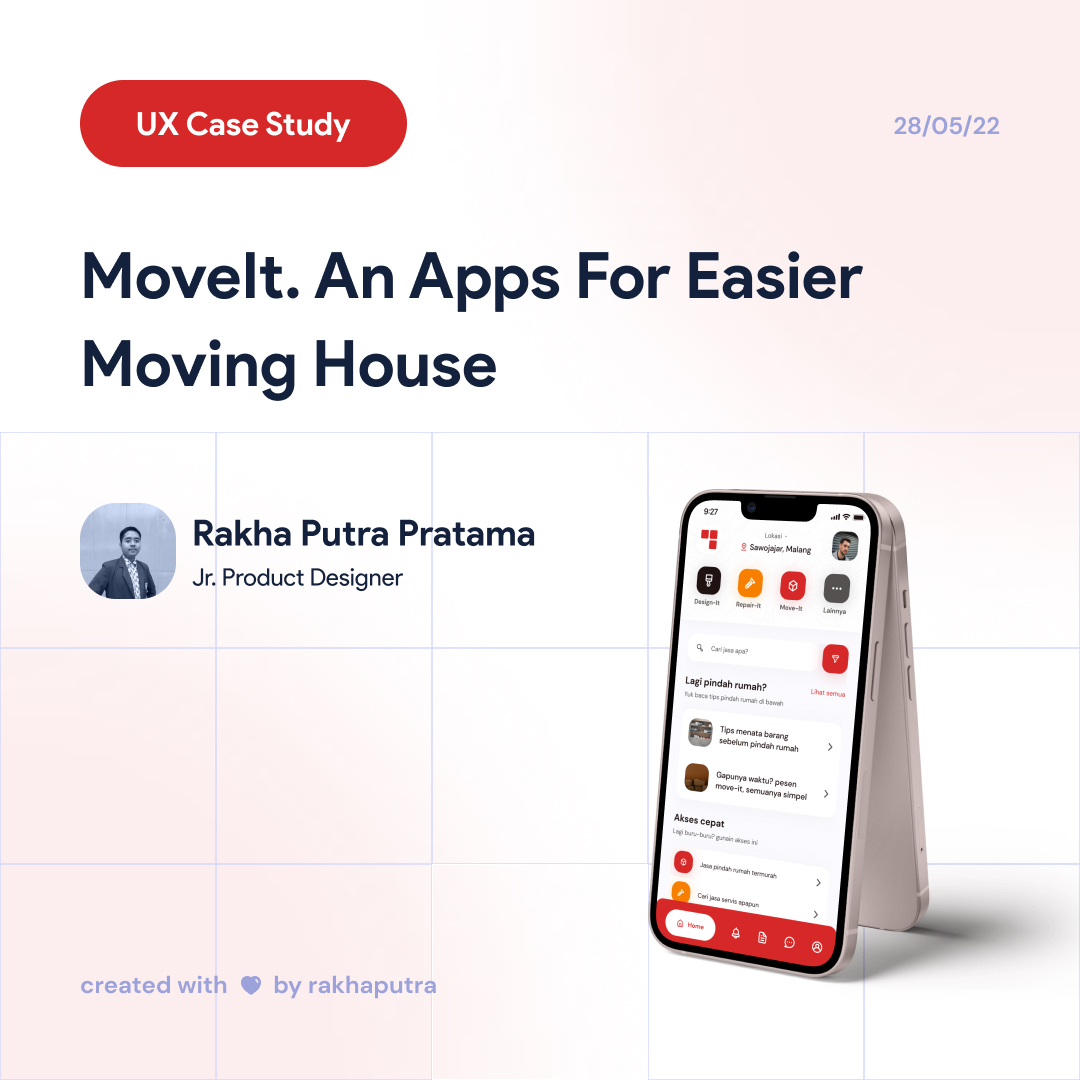 UX Case Study
28/05/22
MoveIt. An Apps For Easier
Moving House
Rakha Putra Pratama
Jr. Product Designer
9:27
Lokasi
Sawojajar, Malang
Design-It
Repair-It
Move-It
Lainnya
Cari jasa apa?
Lagi pindah rumah?
Lihat semua
Yuk baca tips pindah rumah di bawah
Tips menata barang
sebelum pindah rumah
Gapunya waktu? pesen
move-it, semuanya simpel
Akses cepat
Lagi buru-buru? gunain akses ini
Jasa pindah rumah termurah
Cari jasa servis apapun
Home
created with
by rakhaputra